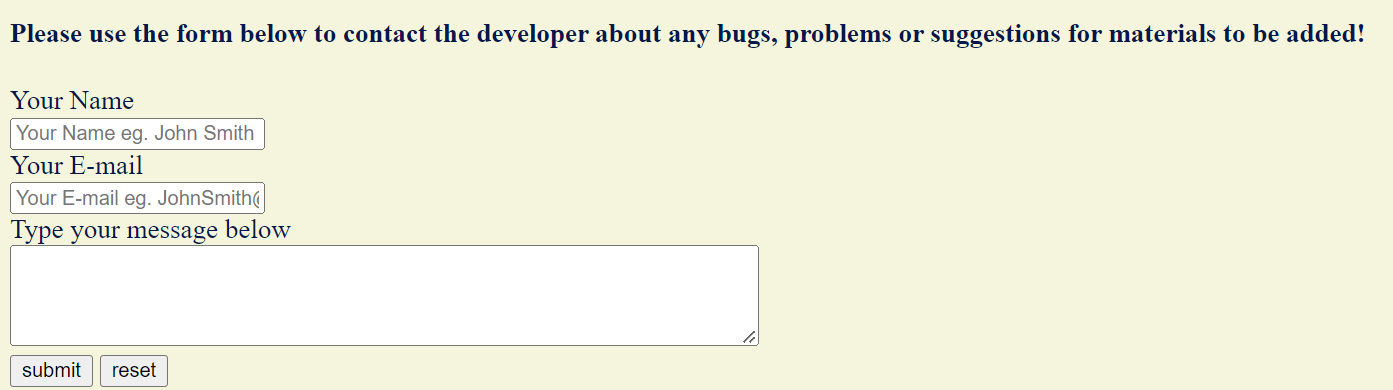 Please use the form below to contact the developer about any bugs, problems or suggestions for materials to be added!
Your Name
Your Name eg. John Smith
Your E-mail
Your E-mail eg. JohnSmith@
Type your message below
submit reset